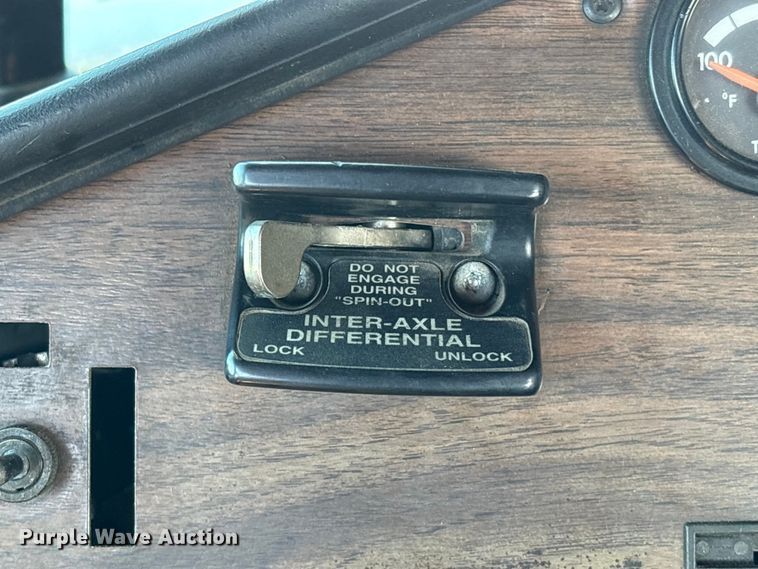 100
°F
T
DO NOT
ENGAGE
DURING
"SPIN-OUT"
INTER-AXLE
DIFFERENTIAL
LOCK UNLOCK
Purple Wave Auction